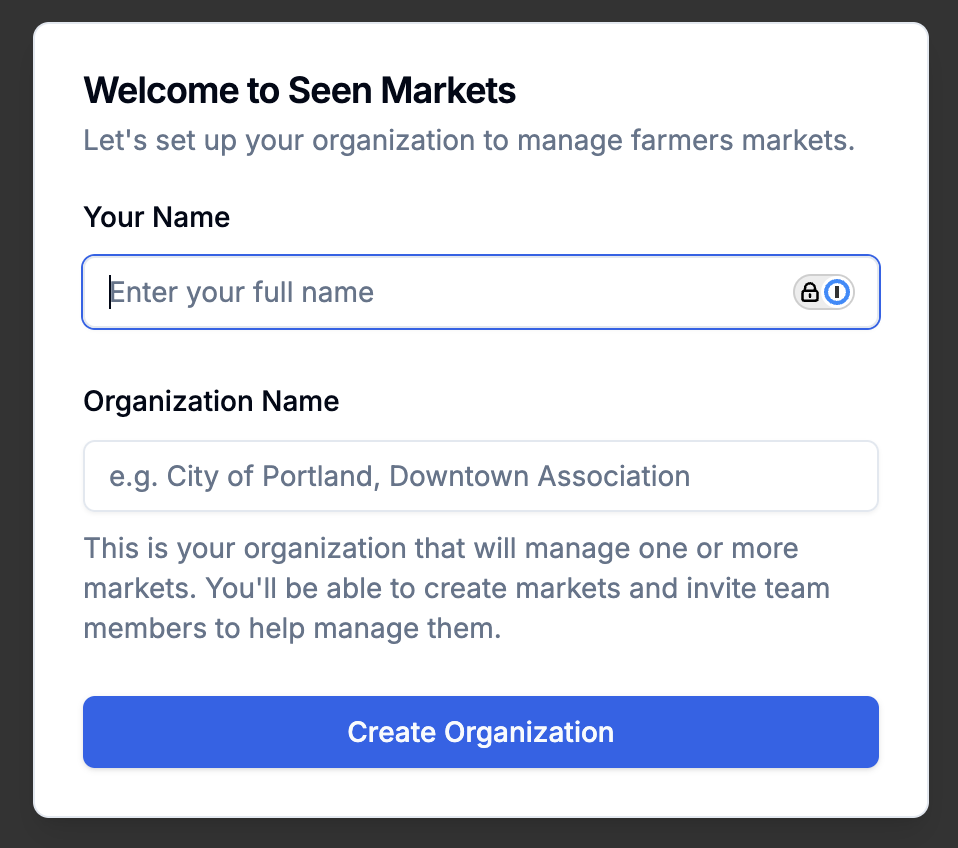 Welcome to Seen Markets
Let's set up your organization to manage farmers markets.
Your Name
Enter your full name
Organization Name
e.g. City of Portland, Downtown Association
This is your organization that will manage one or more
markets. You'll be able to create markets and invite team
members to help manage them.
Create Organization